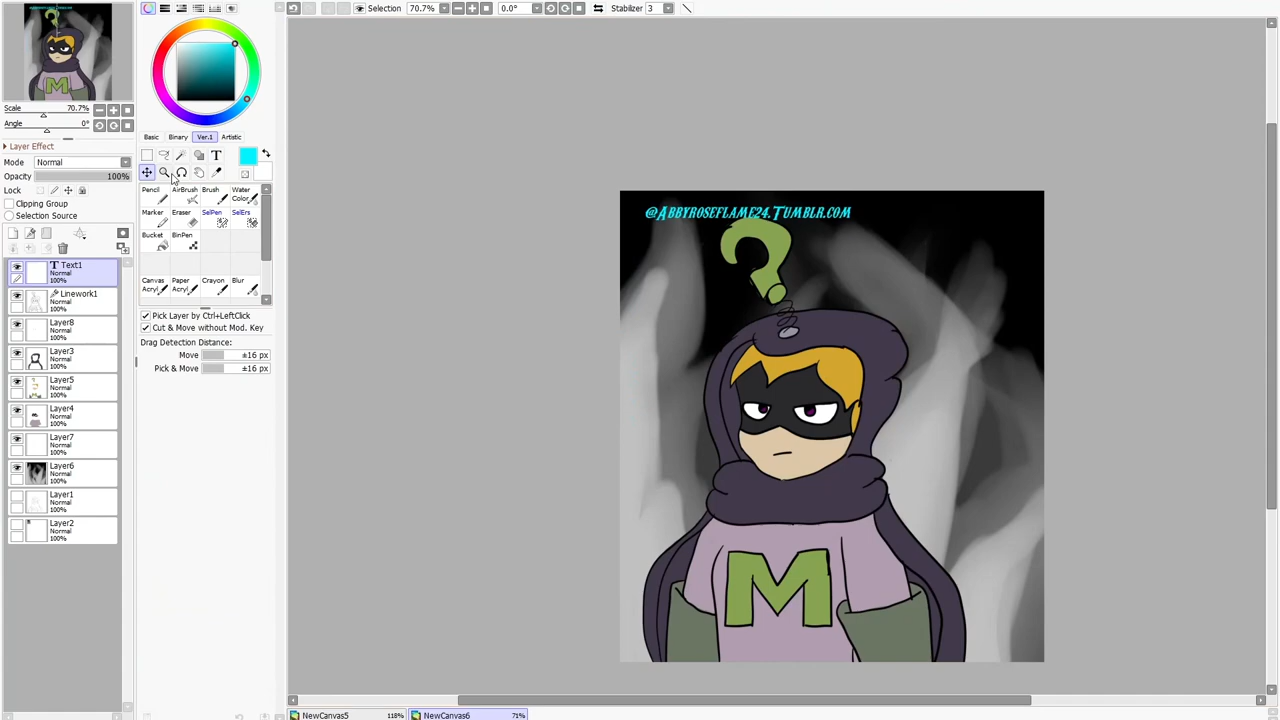 Selection 70.7% 0.0° Stabilizer 3
Scale 70.7%
Angle 0°
Layer Effect
Mode Normal
Opacity 100%
Lock
Clipping Group
Selection Source
Text1
Normal
100%
Linework1
Normal
100%
Layer8
Normal
100%
Layer3
Normal
100%
Layer5
Normal
100%
Layer4
Normal
100%
Layer7
Normal
100%
Layer6
Normal
100%
Layer1
Normal
100%
Layer2
Normal
100%
Basic Binary Ver.1 Artistic
T
Pencil AirBrush Brush Water
Color
Marker Eraser SelPen SelErs
Bucket BinPen
Canvas Paper Crayon Blur
Acryl Acryl
Pick Layer by Ctrl+LeftClick
Cut & Move without Mod. Key
Drag Detection Distance:
Move ±16 px
Pick & Move ±16 px
@Abbyroseflame24.Tumblr.com
?
M
NewCanvas5 118% NewCanvas6 71%